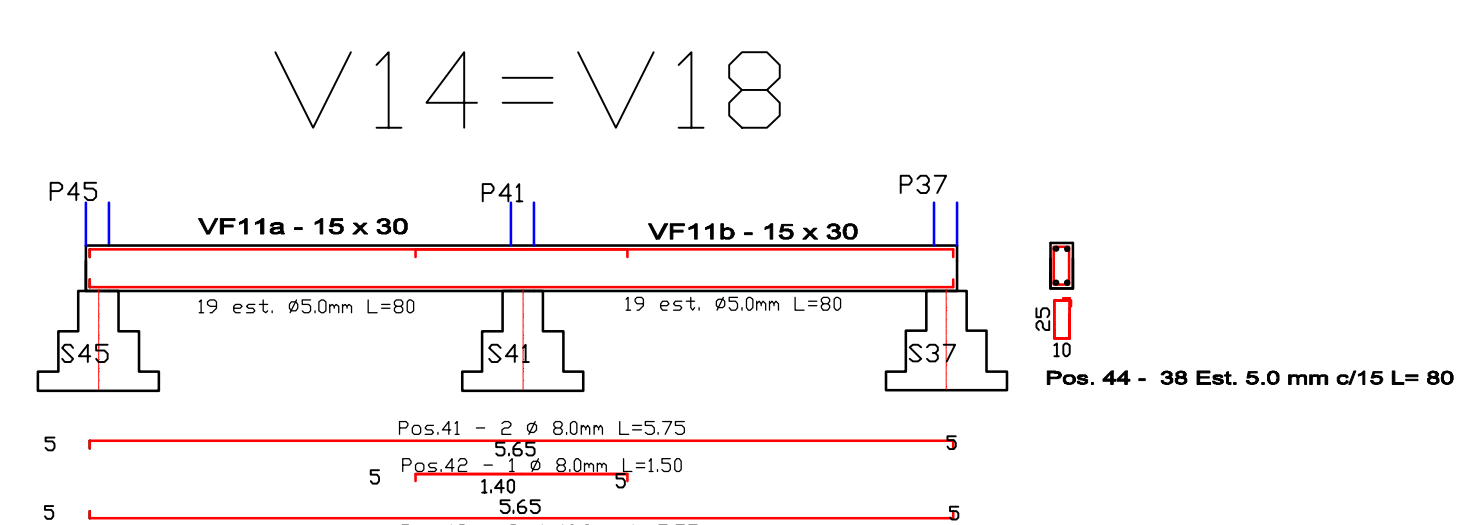 V14=V18
P45
P41
P37
VF11a - 15 x 30
VF11b - 15 x 30
19 est. Ø5.0mm L=80
19 est. Ø5.0mm L=80
25
S45
S41
S37
10
Pos. 44 - 38 Est. 5.0 mm c/15 L= 80
Pos.41 - 2 Ø 8.0mm L=5.75
5
5
5.65
Pos.42 - 1 Ø 8.0mm L=1.50
5
5
1.40
5.65
5
5